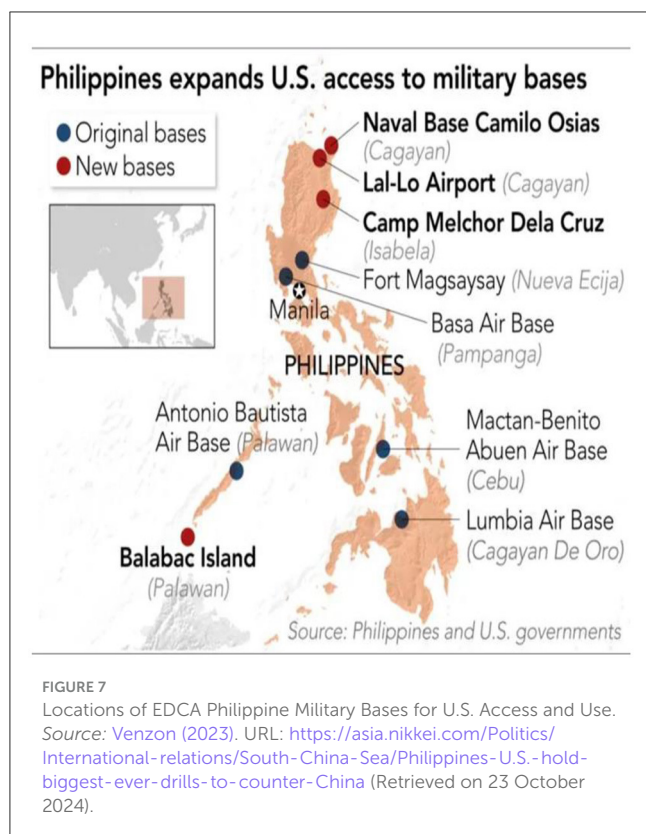 Philippines expands U.S. access to military bases
Original bases
New bases
Naval Base Camilo Osias
(Cagayan)
Lal-Lo Airport (Cagayan)
Camp Melchor Dela Cruz
(Isabela)
Fort Magsaysay (Nueva Ecija)
Manila
Basa Air Base
(Pampanga)
PHILIPPINES
Antonio Bautista
Air Base (Palawan)
Mactan-Benito
Abuen Air Base
(Cebu)
Lumbia Air Base
(Cagayan De Oro)
Balabac Island
(Palawan)
Source: Philippines and U.S. governments
FIGURE 7
Locations of EDCA Philippine Military Bases for U.S. Access and Use.
Source: Venzon (2023). URL: https://asia.nikkei.com/Politics/
International-relations/South-China-Sea/Philippines-U.S.-hold-
biggest-ever-drills-to-counter-China (Retrieved on 23 October
2024).